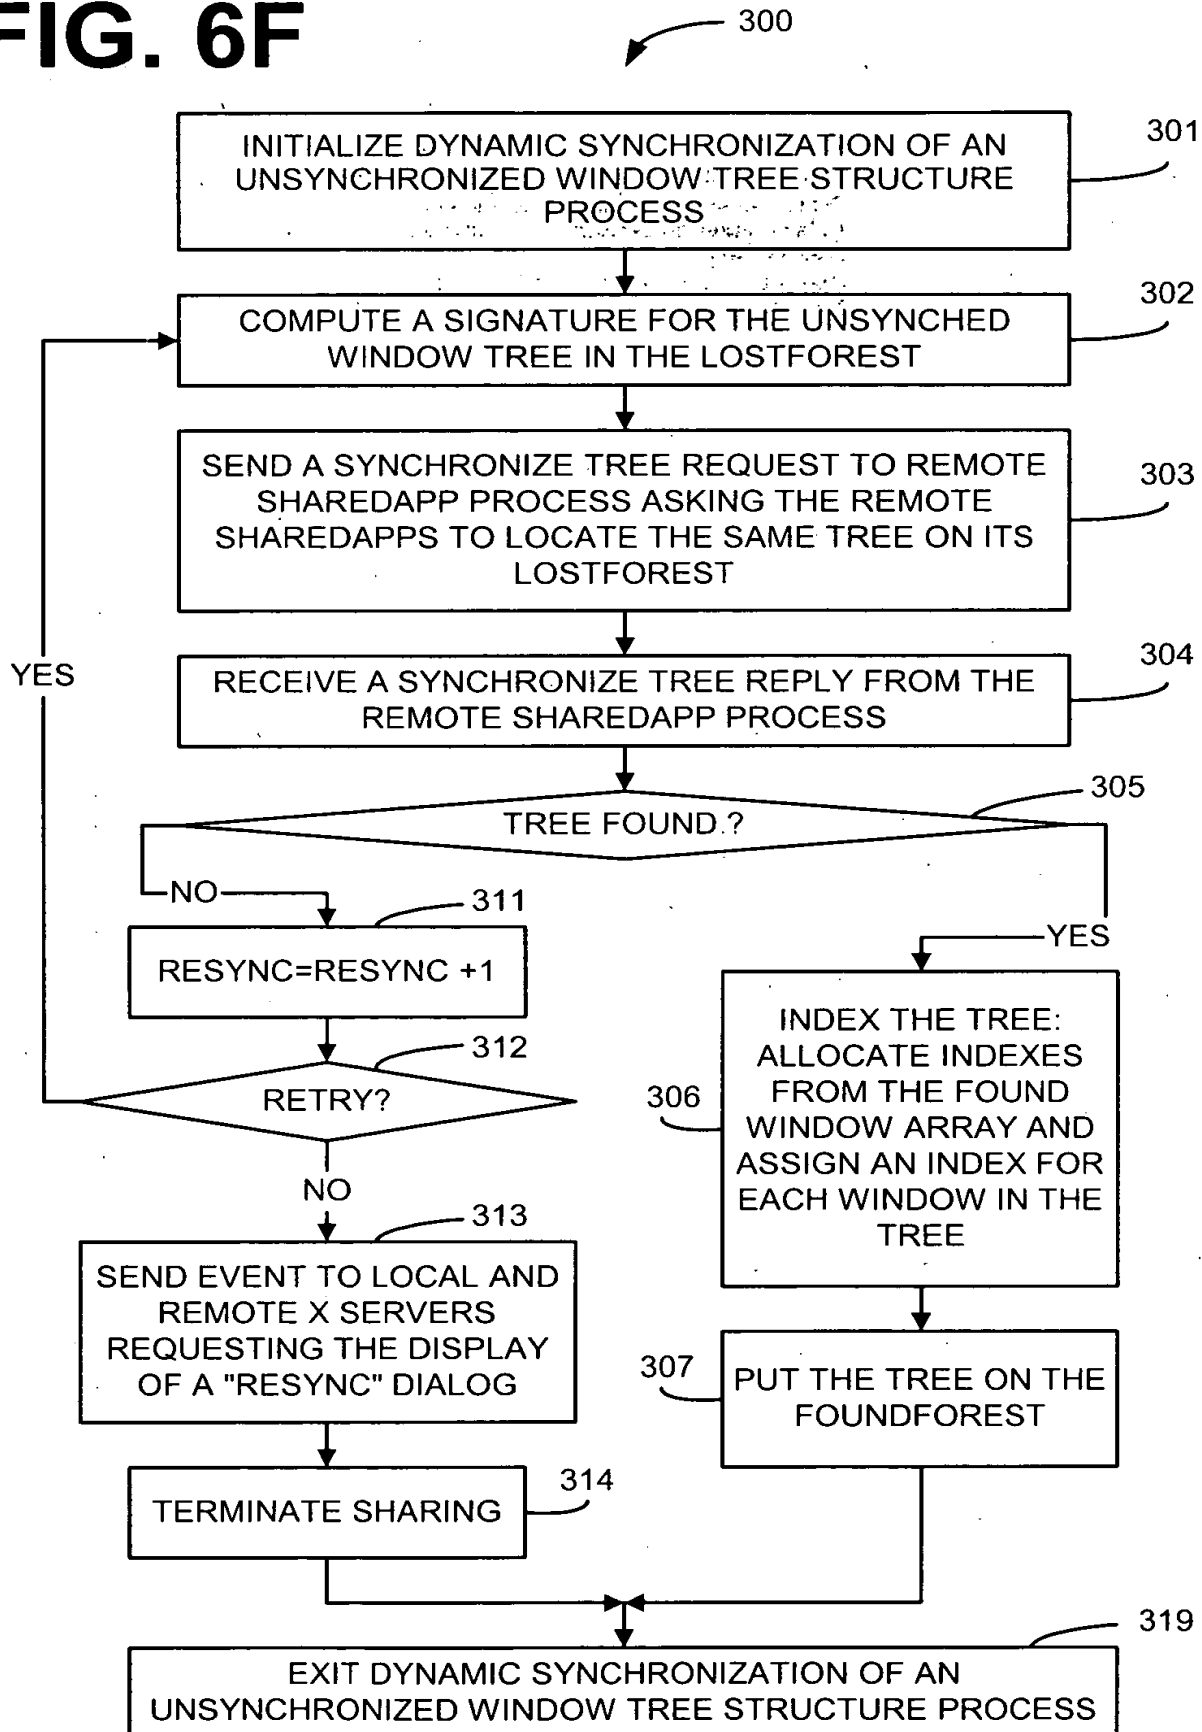 FIG. 6F
300
INITIALIZE DYNAMIC SYNCHRONIZATION OF AN
UNSYNCHRONIZED WINDOW TREE STRUCTURE
PROCESS
301
COMPUTE A SIGNATURE FOR THE UNSYNCHED
WINDOW TREE IN THE LOSTFOREST
302
SEND A SYNCHRONIZE TREE REQUEST TO REMOTE
SHAREDAPP PROCESS ASKING THE REMOTE
SHAREDAPPS TO LOCATE THE SAME TREE ON ITS
LOSTFOREST
303
RECEIVE A SYNCHRONIZE TREE REPLY FROM THE
REMOTE SHAREDAPP PROCESS
304
YES
TREE FOUND ?
305
NO
311
RESYNC=RESYNC +1
312
RETRY?
NO
313
SEND EVENT TO LOCAL AND
REMOTE X SERVERS
REQUESTING THE DISPLAY
OF A "RESYNC" DIALOG
314
TERMINATE SHARING
YES
306
INDEX THE TREE:
ALLOCATE INDEXES
FROM THE FOUND
WINDOW ARRAY AND
ASSIGN AN INDEX FOR
EACH WINDOW IN THE
TREE
307
PUT THE TREE ON THE
FOUNDFOREST
319
EXIT DYNAMIC SYNCHRONIZATION OF AN
UNSYNCHRONIZED WINDOW TREE STRUCTURE PROCESS